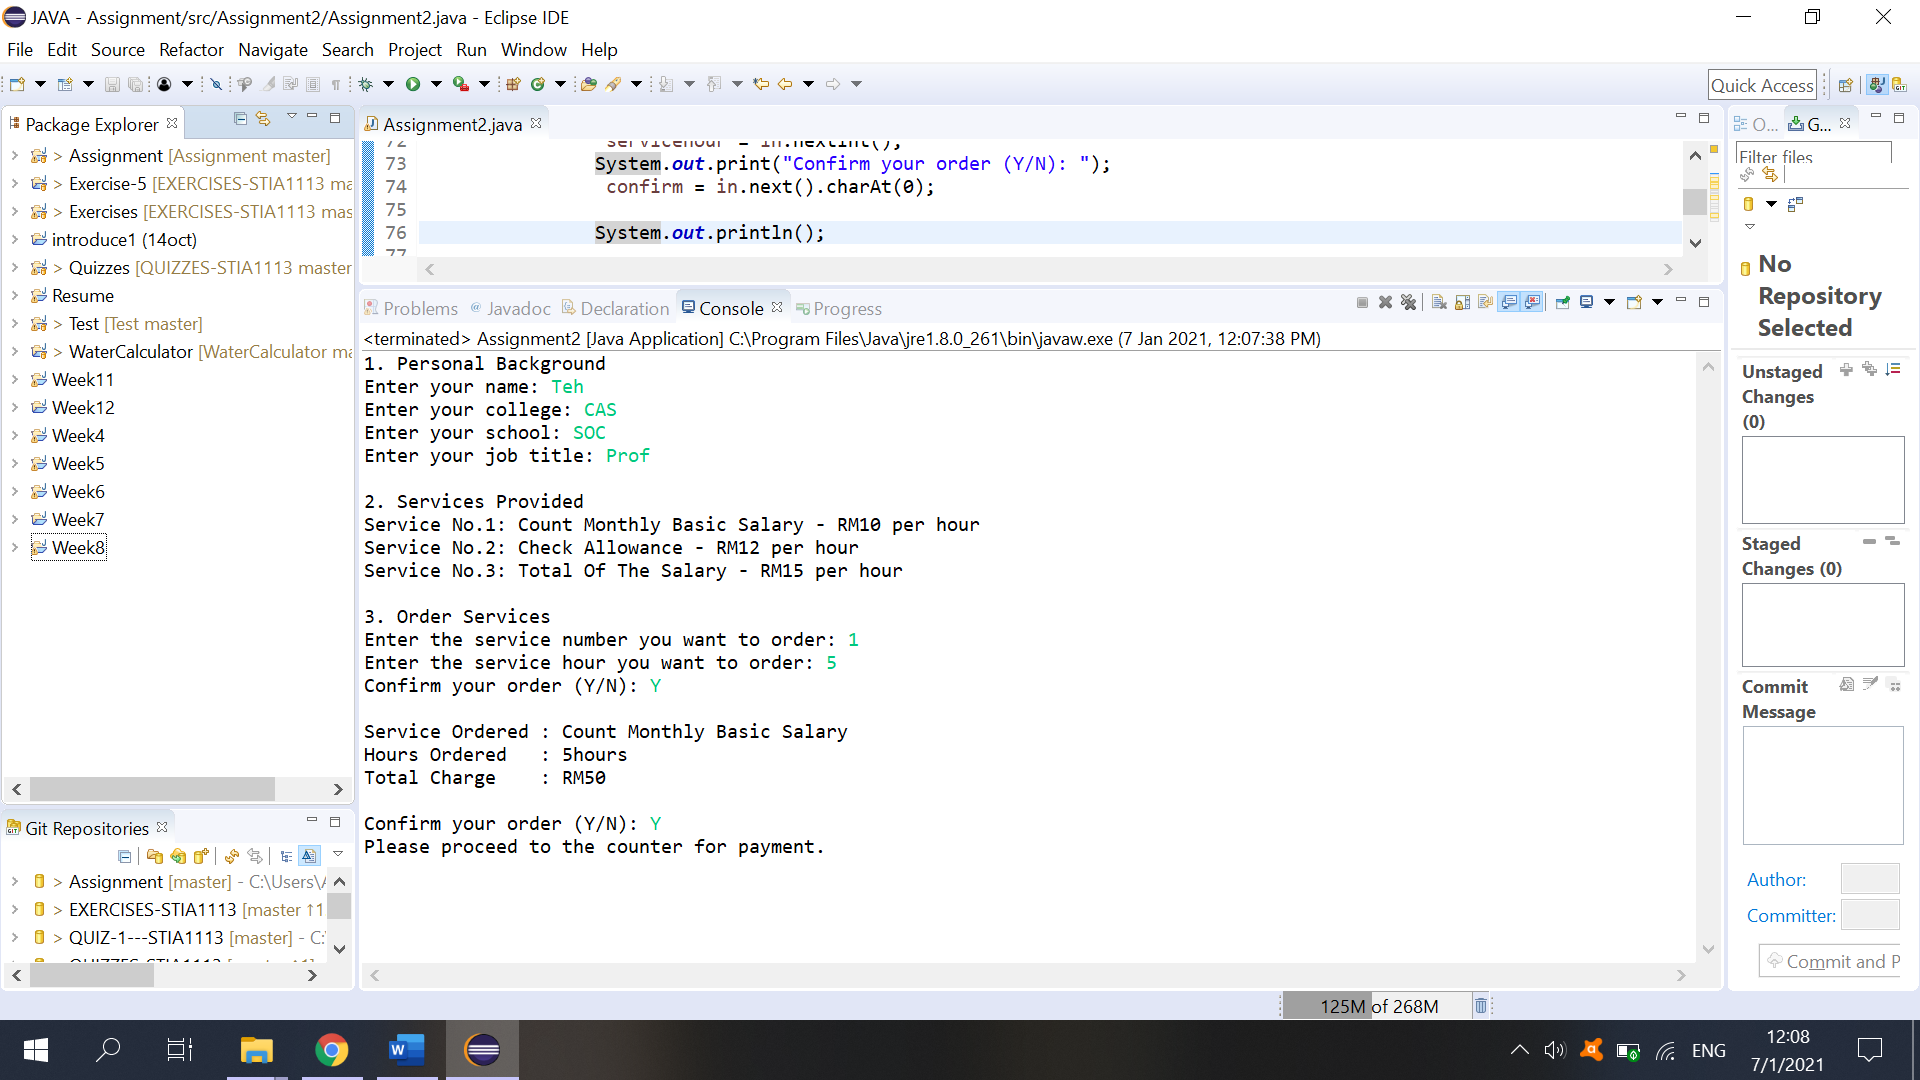 JAVA - Assignment/src/Assignment2/Assignment2.java - Eclipse IDE
File Edit Source Refactor Navigate Search Project Run Window Help
Quick Access
Package Explorer
> Assignment [Assignment master]
> Exercise-5 [EXERCISES-STIA1113 ma
> Exercises [EXERCISES-STIA1113 mas
introduce1 (14oct)
> Quizzes [QUIZZES-STIA1113 master
Resume
> Test [Test master]
> WaterCalculator [WaterCalculator ma
Week11
Week12
Week4
Week5
Week6
Week7
Week8
Git Repositories
> Assignment [master] - C:\Users\A
> EXERCISES-STIA1113 [master ↑1
> QUIZ-1---STIA1113 [master] - C:
Assignment2.java
72 servicehour = in.nextInt();
73 System.out.print("Confirm your order (Y/N): ");
74 confirm = in.next().charAt(0);
75
76 System.out.println();
77
Problems Javadoc Declaration Console Progress
<terminated> Assignment2 [Java Application] C:\Program Files\Java\jre1.8.0_261\bin\javaw.exe (7 Jan 2021, 12:07:38 PM)
1. Personal Background
Enter your name: Teh
Enter your college: CAS
Enter your school: SOC
Enter your job title: Prof
2. Services Provided
Service No.1: Count Monthly Basic Salary - RM10 per hour
Service No.2: Check Allowance - RM12 per hour
Service No.3: Total Of The Salary - RM15 per hour
3. Order Services
Enter the service number you want to order: 1
Enter the service hour you want to order: 5
Confirm your order (Y/N): Y
Service Ordered : Count Monthly Basic Salary
Hours Ordered   : 5hours
Total Charge    : RM50
Confirm your order (Y/N): Y
Please proceed to the counter for payment.
O... G...
Filter files
No
Repository
Selected
Unstaged
Changes
(0)
Staged
Changes (0)
Commit
Message
Author:
Committer:
Commit and P
125M of 268M
ENG
12:08
7/1/2021